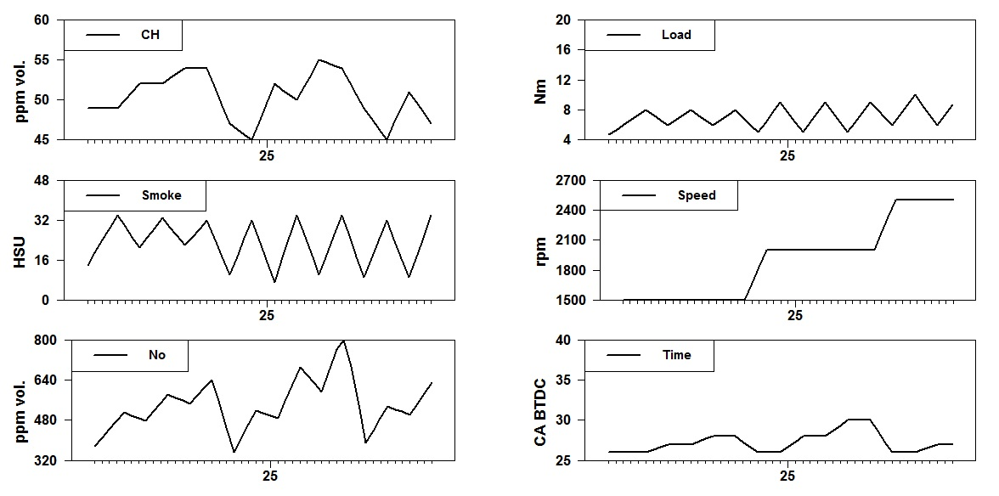 60
55
50
45
ppm vol.
CH
25
20
16
12
8
4
Nm
Load
25
48
32
16
0
HSU
Smoke
25
2700
2400
2100
1800
1500
rpm
Speed
25
800
640
480
320
ppm vol.
No
25
40
35
30
25
CA BTDC
Time
25